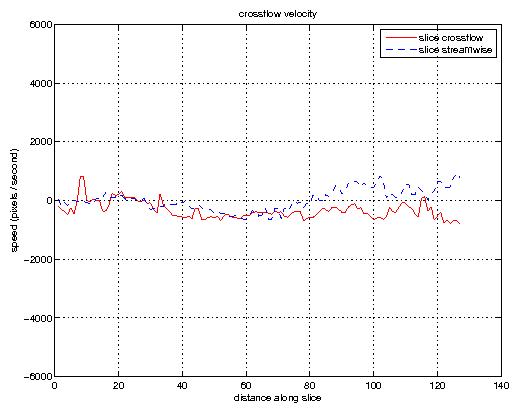 crossflow velocity
6000
4000
2000
0
−2000
−4000
−6000
speed (pixels / second)
slice crossflow
slice streamwise
0 20 40 60 80 100 120 140
distance along slice